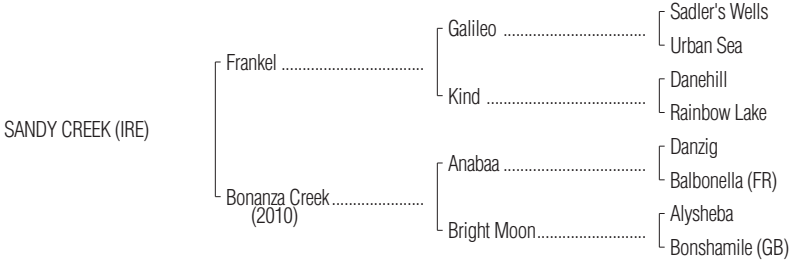 Sadler's Wells
Galileo ................................
Urban Sea
Frankel ................................
Danehill
Kind ....................................
Rainbow Lake
SANDY CREEK (IRE)
Danzig
Anabaa ................................
Balbonella (FR)
Bonanza Creek.....................
(2010)
Alysheba
Bright Moon........................
Bonshamile (GB)